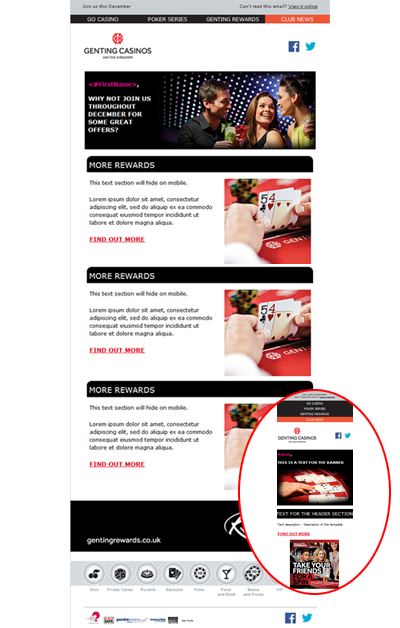 Join us this December
Can't read this email? View it online
GO CASINO
POKER SERIES
GENTING REWARDS
CLUB NEWS
GENTING CASINOS
UNITED KINGDOM
<#FirstName>,
WHY NOT JOIN US
THROUGHOUT
DECEMBER FOR
SOME GREAT
OFFERS?
MORE REWARDS
This text section will hide on mobile.
Lorem ipsum dolor sit amet, consectetur
adipiscing elit, sed do aliquip ex ea commodo
consequat eiusmod tempor incididunt ut
labore et dolore magna aliqua.
FIND OUT MORE
MORE REWARDS
This text section will hide on mobile.
Lorem ipsum dolor sit amet, consectetur
adipiscing elit, sed do aliquip ex ea commodo
consequat eiusmod tempor incididunt ut
labore et dolore magna aliqua.
FIND OUT MORE
MORE REWARDS
This text section will hide on mobile.
Lorem ipsum dolor sit amet, consectetur
adipiscing elit, sed do aliquip ex ea commodo
consequat eiusmod tempor incididunt ut
labore et dolore magna aliqua.
FIND OUT MORE
GO CASINO
POKER SERIES
GENTING REWARDS
CLUB NEWS
GENTING CASINOS
THIS IS A TEXT FOR THE BANNER
TEXT FOR THE HEADER SECTION
Text description - Description of the template
FIND OUT MORE
TAKE YOUR
FRIENDS
FOR A
SPIN
gentingrewards.co.uk
Slots
Private Tables
Roulette
Blackjack
Poker
Food
and Drink
Bonus
and Promo
VIP